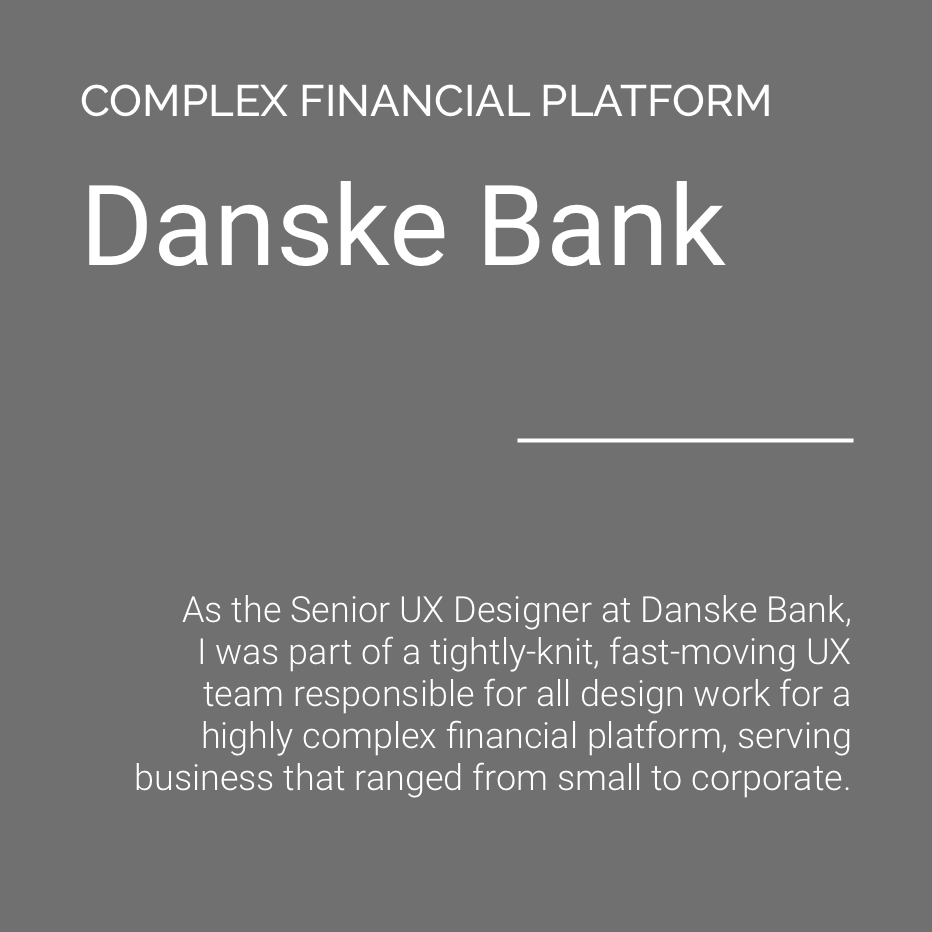 COMPLEX FINANCIAL PLATFORM
Danske Bank
As the Senior UX Designer at Danske Bank,
I was part of a tightly-knit, fast-moving UX
team responsible for all design work for a
highly complex financial platform, serving
business that ranged from small to corporate.